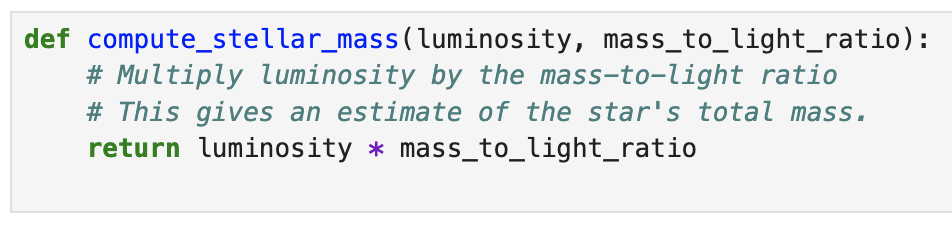 def compute_stellar_mass(luminosity, mass_to_light_ratio):
    # Multiply luminosity by the mass-to-light ratio
    # This gives an estimate of the star's total mass.
    return luminosity * mass_to_light_ratio